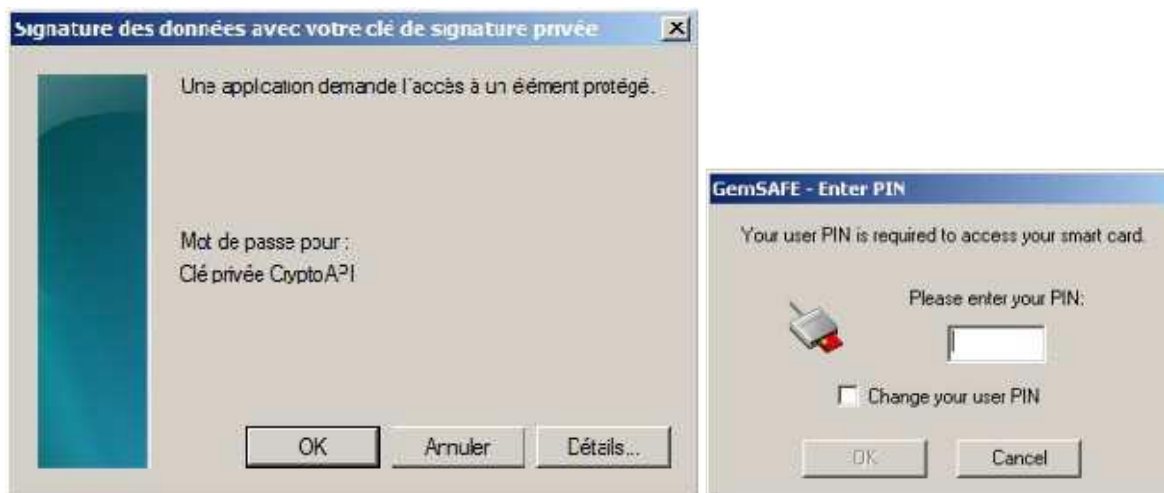 Signature des données avec votre clé de signature privée
Une application demande l'accès à un élément protégé.
Mot de passe pour :
Clé privée CryptoAPI
OK
Annuler
Détails...
GemSAFE - Enter PIN
Your user PIN is required to access your smart card.
Please enter your PIN:
Change your user PIN
OK
Cancel